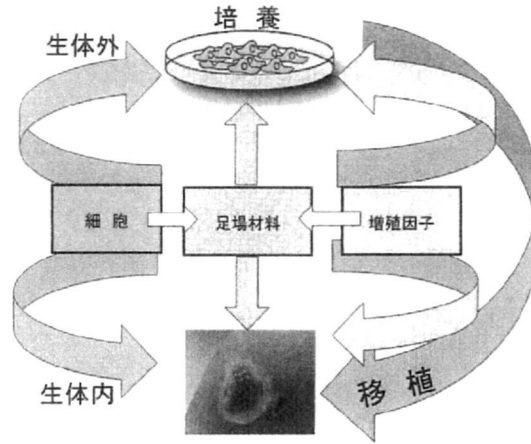 培 養
生体外
細 胞
足場材料
増殖因子
生体内
移 植